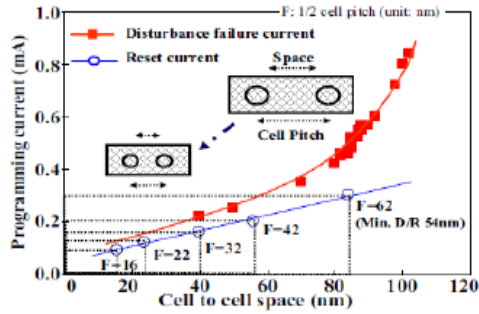 F: 1/2 cell pitch (unit: nm)
Disturbance failure current
Reset current
Space
Cell Pitch
Programming current (mA)
1.0
0.8
0.6
0.4
0.2
0.0
F=62
(Min. D/R 54nm)
F=42
F=32
F=22
F=16
20
40
60
80
100
120
Cell to cell space (nm)